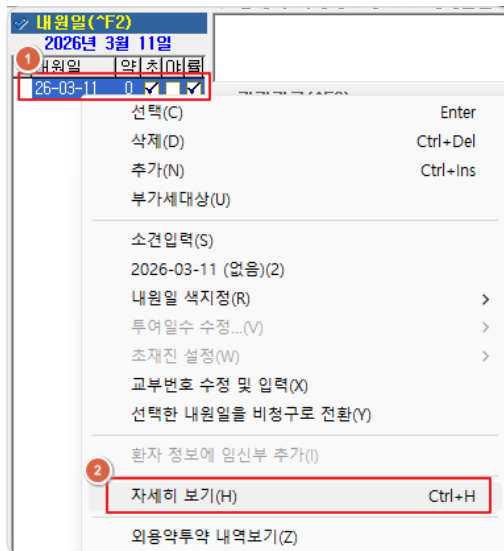 내원일(^F2)
2026년 3월 11일
1
내원일 약 초 야 률
26-03-11 0
선택(C) Enter
삭제(D) Ctrl+Del
추가(N) Ctrl+Ins
부가세대상(U)
소견입력(S)
2026-03-11 (없음)(2)
내원일 색지정(R)
투여일수 수정...(V)
초재진 설정(W)
교부번호 수정 및 입력(X)
선택한 내원일을 비청구로 전환(Y)
환자 정보에 임신부 추가(I)
2
자세히 보기(H) Ctrl+H
외용약투약 내역보기(Z)